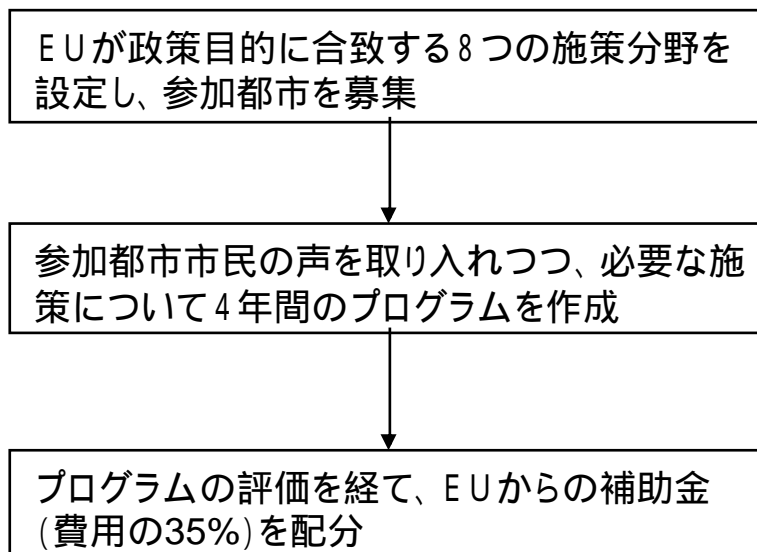 ＥＵが政策目的に合致する8つの施策分野を
設定し、参加都市を募集
参加都市市民の声を取り入れつつ、必要な施
策について4年間のプログラムを作成
プログラムの評価を経て、ＥＵからの補助金
(費用の35%)を配分